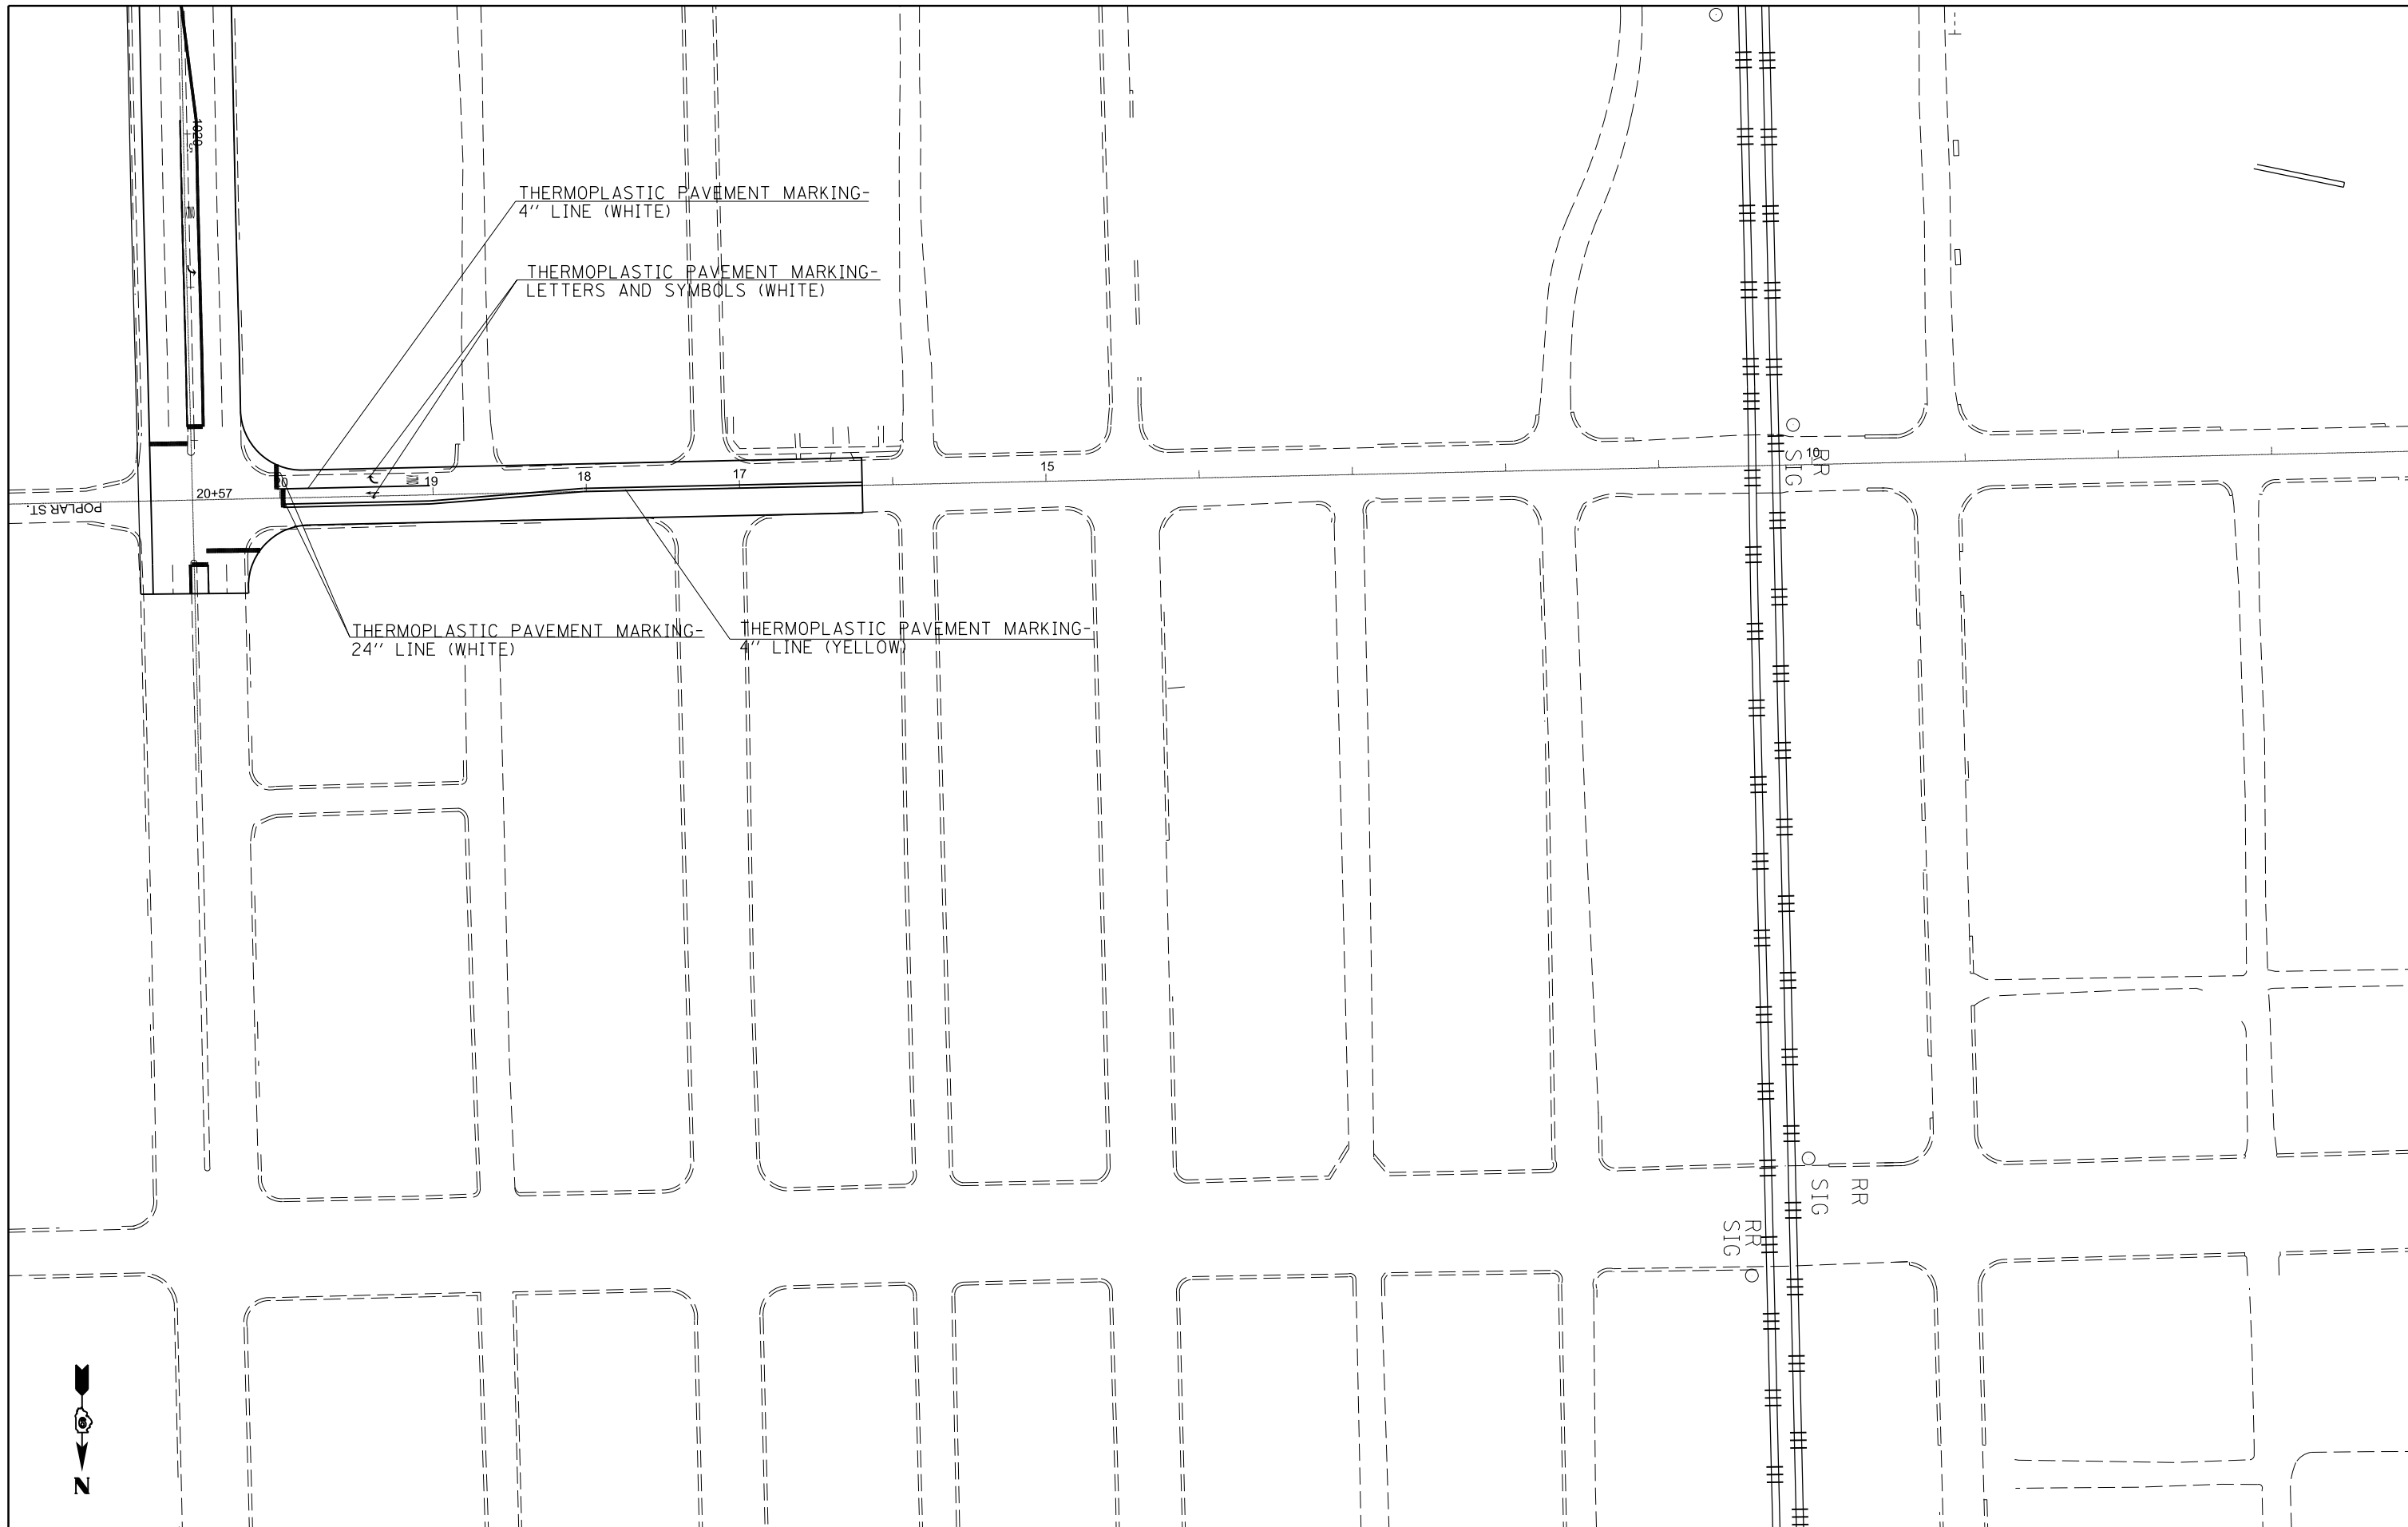 1020
THERMOPLASTIC PAVEMENT MARKING-
4'' LINE (WHITE)
THERMOPLASTIC PAVEMENT MARKING-
LETTERS AND SYMBOLS (WHITE)
15
10
RR
SIG
17
18
19
20
20+57
POPLAR ST.
THERMOPLASTIC PAVEMENT MARKING-
24'' LINE (WHITE)
THERMOPLASTIC PAVEMENT MARKING-
4'' LINE (YELLOW)
RR
SIG
RR
SIG
N